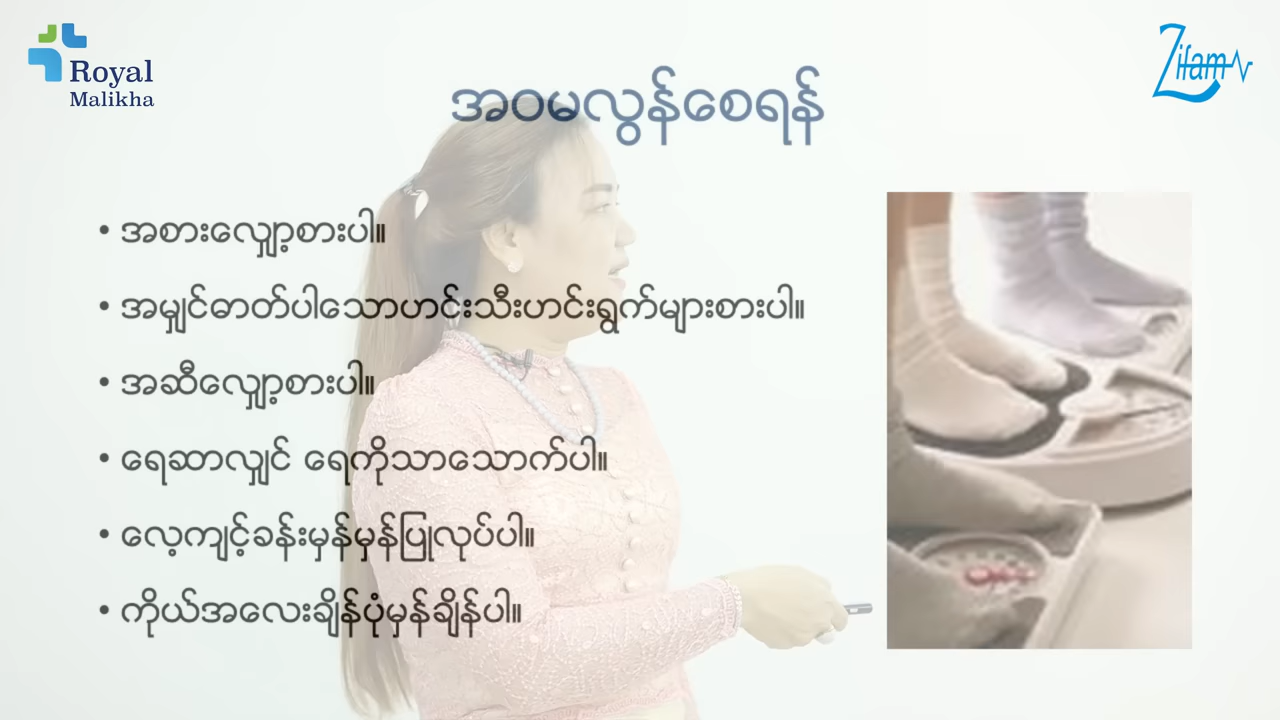 Royal
Malikha
Zifam
အဝမလွန်စေရန်
• အစားလျှော့စားပါ။
• အမျှင်ဓာတ်ပါသောဟင်းသီးဟင်းရွက်များစားပါ။
• အဆီလျှော့စားပါ။
• ရေဆာလျှင် ရေကိုသာသောက်ပါ။
• လေ့ကျင့်ခန်းမှန်မှန်ပြုလုပ်ပါ။
• ကိုယ်အလေးချိန်ပုံမှန်ချိန်ပါ။